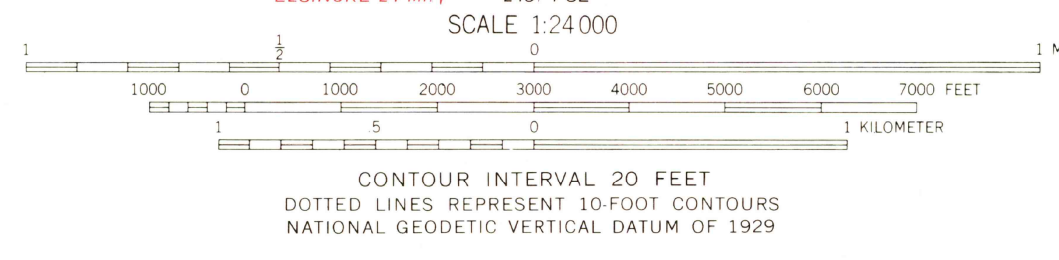 SCALE 1:24 000
1 ½ 0 1
1000 0 1000 2000 3000 4000 5000 6000 7000 FEET
1 .5 0 1 KILOMETER
CONTOUR INTERVAL 20 FEET
DOTTED LINES REPRESENT 10-FOOT CONTOURS
NATIONAL GEODETIC VERTICAL DATUM OF 1929